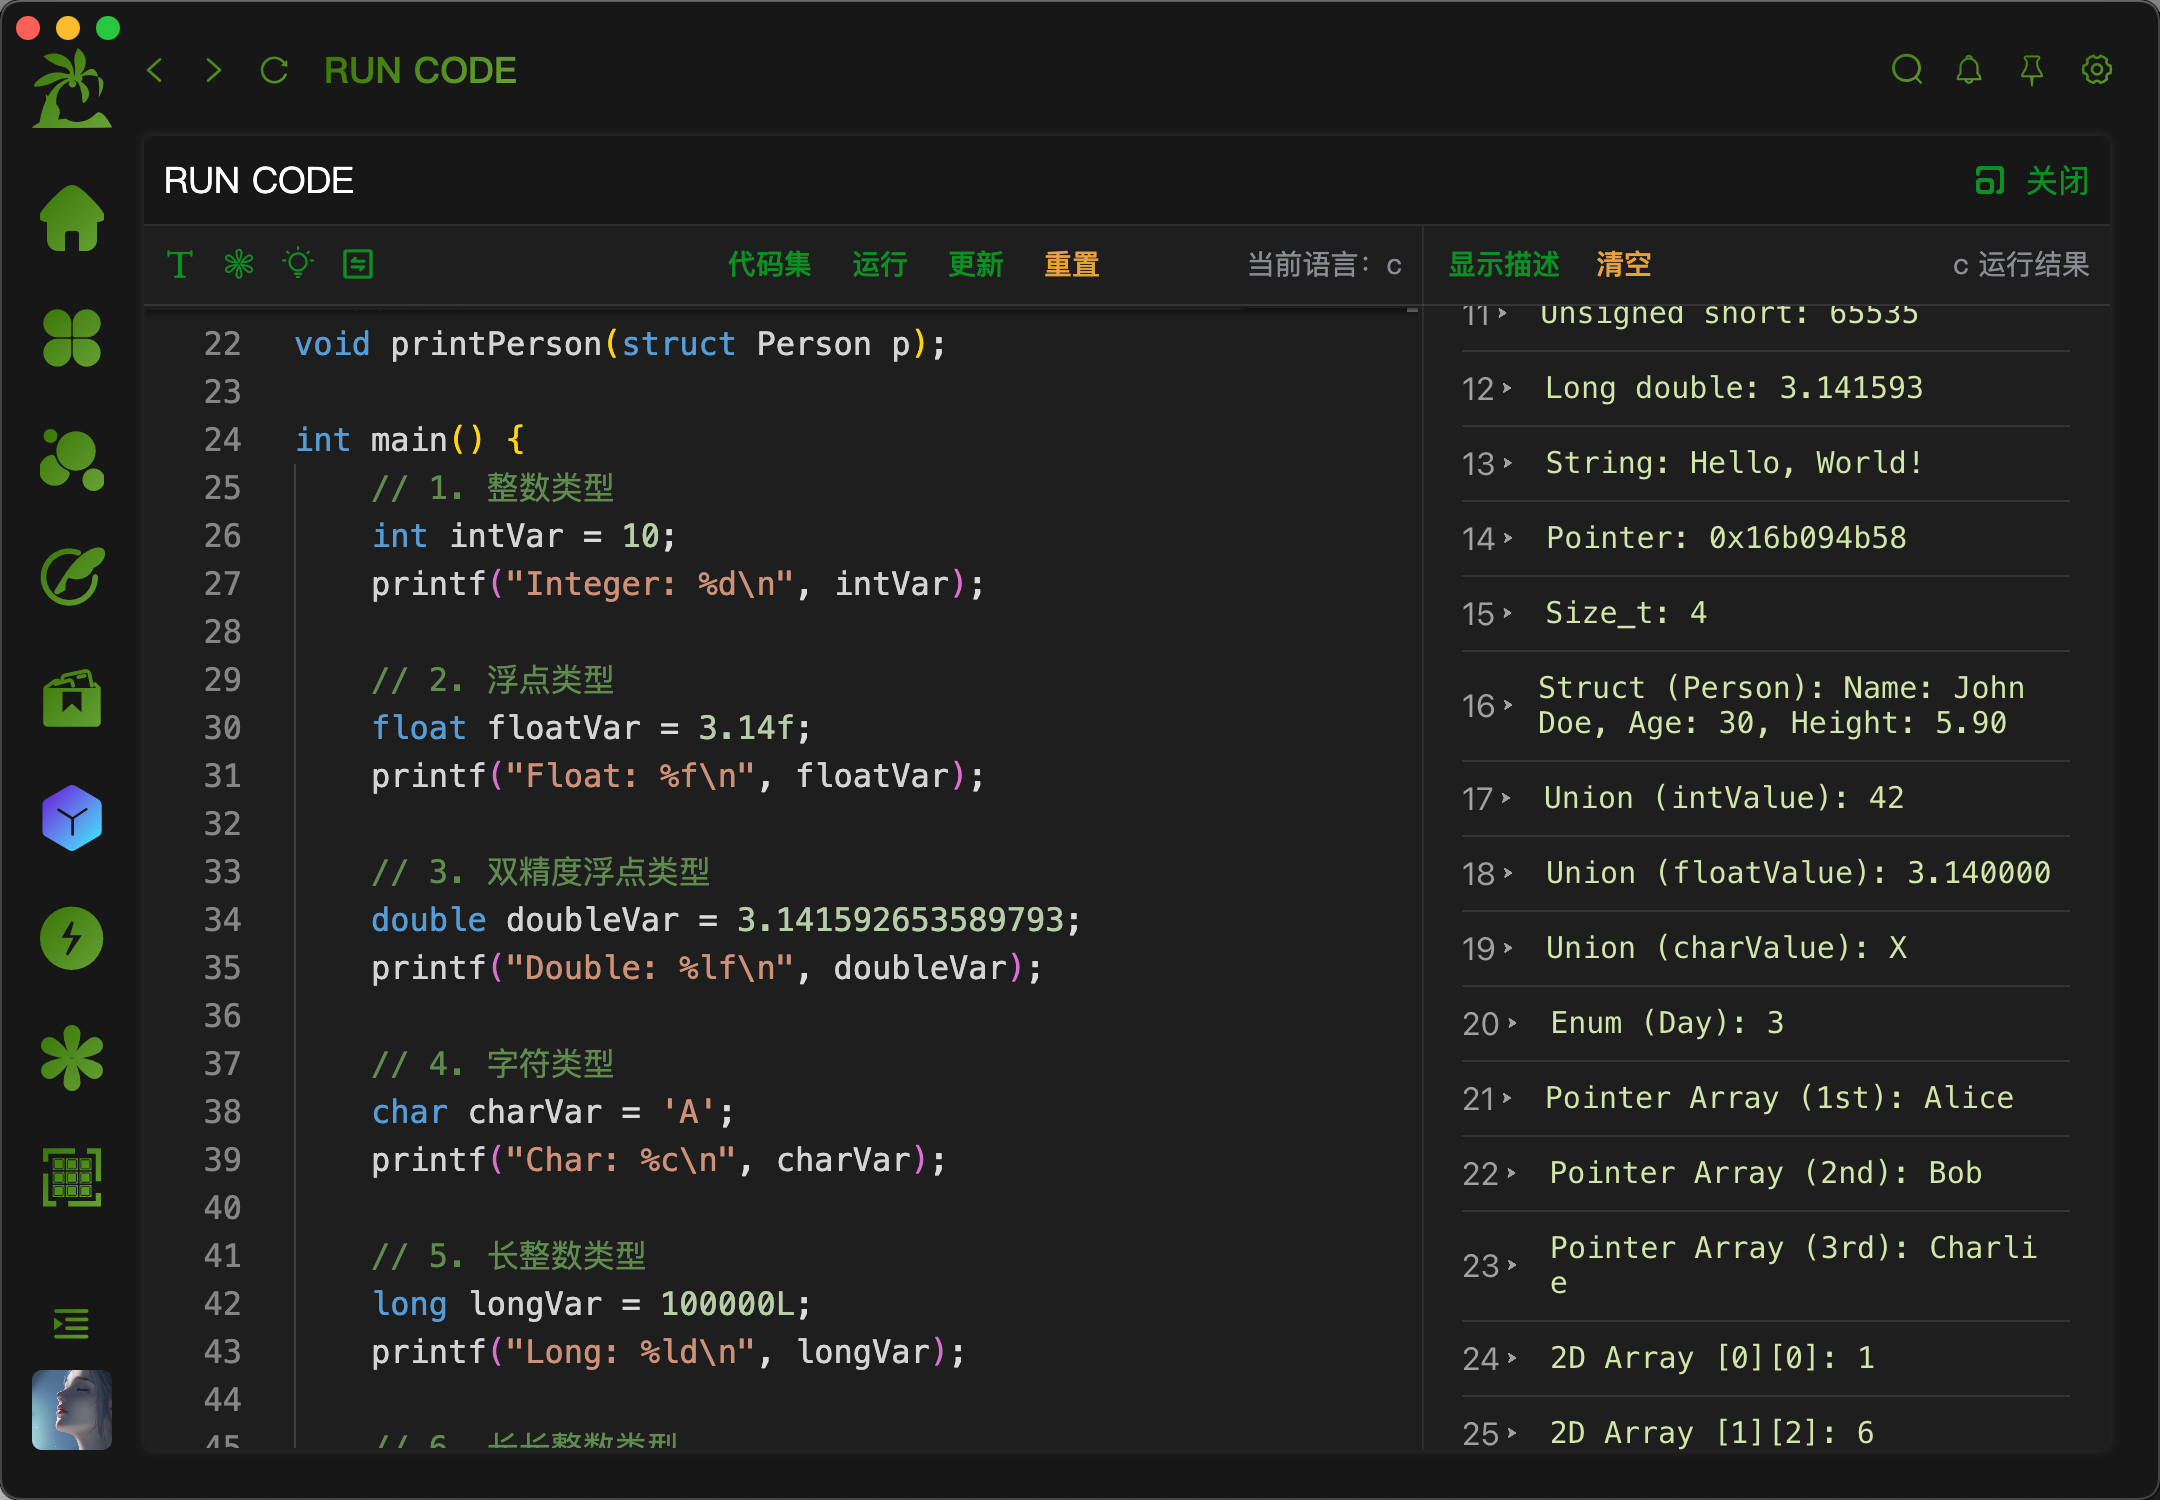 RUN CODE
RUN CODE
关闭
代码集 运行 更新 重置 当前语言: c
显示描述 清空 c 运行结果
22 void printPerson(struct Person p);
23
24 int main() {
25 // 1. 整数类型
26 int intVar = 10;
27 printf("Integer: %d\n", intVar);
28
29 // 2. 浮点类型
30 float floatVar = 3.14f;
31 printf("Float: %f\n", floatVar);
32
33 // 3. 双精度浮点类型
34 double doubleVar = 3.141592653589793;
35 printf("Double: %lf\n", doubleVar);
36
37 // 4. 字符类型
38 char charVar = 'A';
39 printf("Char: %c\n", charVar);
40
41 // 5. 长整数类型
42 long longVar = 100000L;
43 printf("Long: %ld\n", longVar);
44
45 // 6. 长长整数类型
11 Unsigned short: 65535
12 Long double: 3.141593
13 String: Hello, World!
14 Pointer: 0x16b094b58
15 Size_t: 4
16 Struct (Person): Name: John
Doe, Age: 30, Height: 5.90
17 Union (intValue): 42
18 Union (floatValue): 3.140000
19 Union (charValue): X
20 Enum (Day): 3
21 Pointer Array (1st): Alice
22 Pointer Array (2nd): Bob
23 Pointer Array (3rd): Charli
e
24 2D Array [0][0]: 1
25 2D Array [1][2]: 6